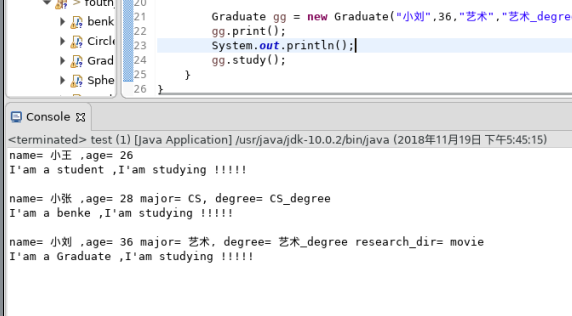 youth
benk
Circl
Grad
Sphe
20
21 Graduate gg = new Graduate("小刘",36,"艺术","艺术_degre
22 gg.print();
23 System.out.println();
24 gg.study();
25 }
26 }
Console
<terminated> test (1) [Java Application] /usr/java/jdk-10.0.2/bin/java (2018年11月19日 下午5:45:15)
name= 小王 ,age= 26
I'am a student ,I'am studying !!!!!
name= 小张 ,age= 28 major= CS, degree= CS_degree
I'am a benke ,I'am studying !!!!!
name= 小刘 ,age= 36 major= 艺术, degree= 艺术_degree research_dir= movie
I'am a Graduate ,I'am studying !!!!!